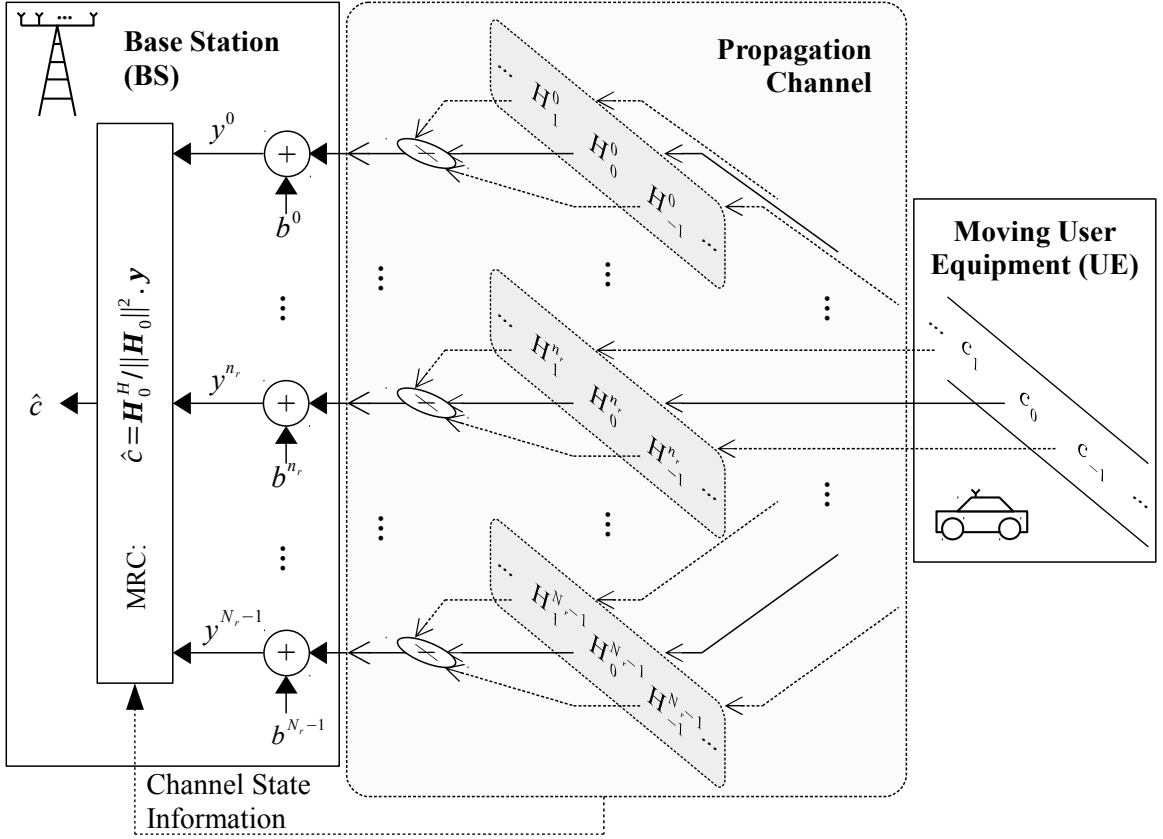 Base Station
(BS)
Propagation
Channel
Moving User
Equipment (UE)
y^0
+
b^0
y^{n_r}
+
b^{n_r}
y^{N_r−1}
+
b^{N_r−1}
ĉ
MRC: ĉ=H_0^H/||H_0||^2 . y
... H_1^0 H_0^0 H_{−1}^0 ...
... H_1^{n_r} H_0^{n_r} H_{−1}^{n_r} ...
... H_1^{N_r−1} H_0^{N_r−1} H_{−1}^{N_r−1} ...
... c_1 c_0 c_{−1} ...
Channel State
Information